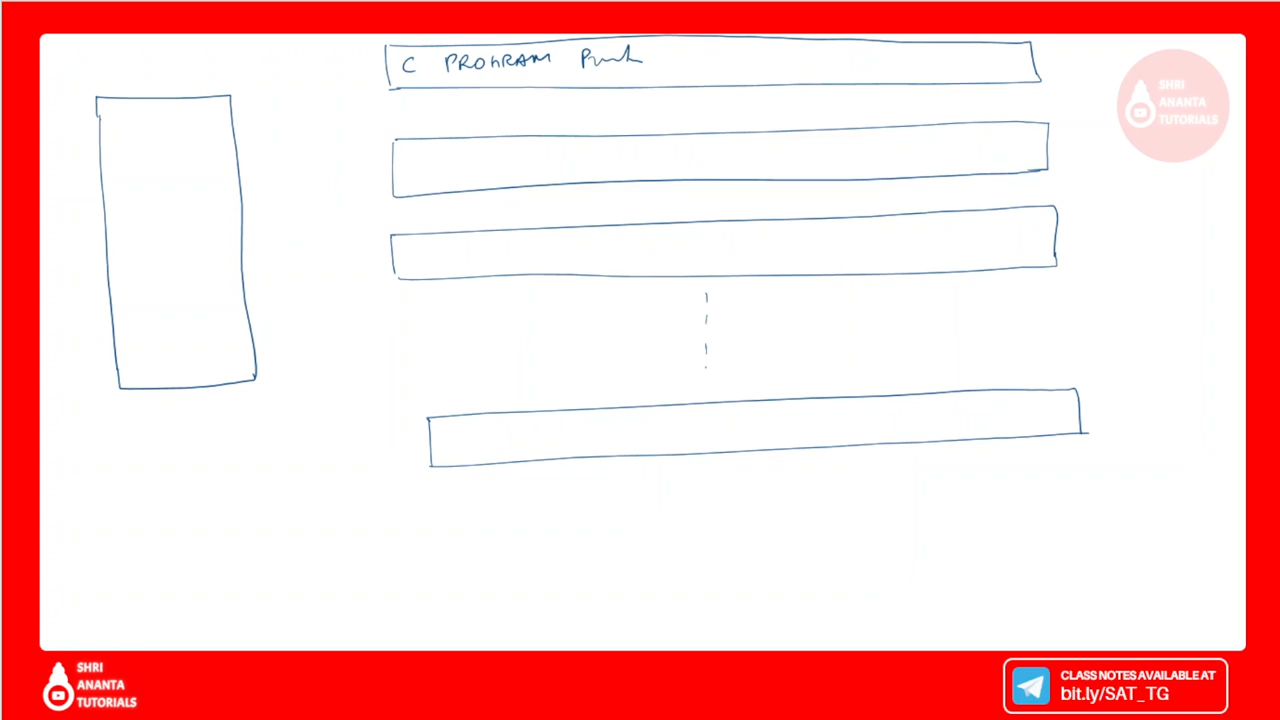 C PROGRAM
SHRI
ANANTA
TUTORIALS
SHRI
ANANTA
TUTORIALS
CLASS NOTES AVAILABLE AT
bit.ly/SAT_TG